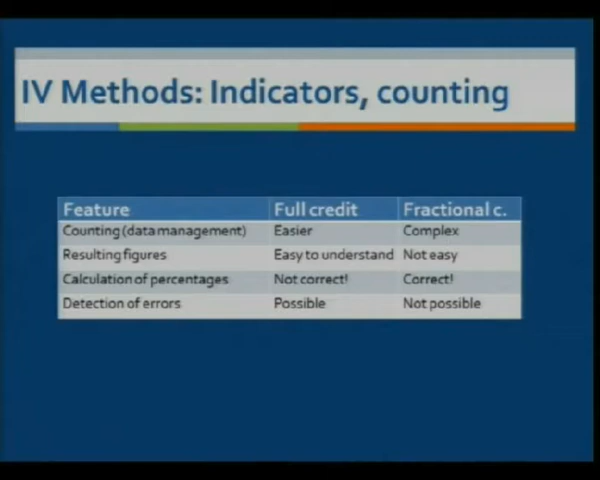 IV Methods: Indicators, counting
Feature Full credit Fractional c.
Counting (data management) Easier Complex
Resulting figures Easy to understand Not easy
Calculation of percentages Not correct! Correct!
Detection of errors Possible Not possible